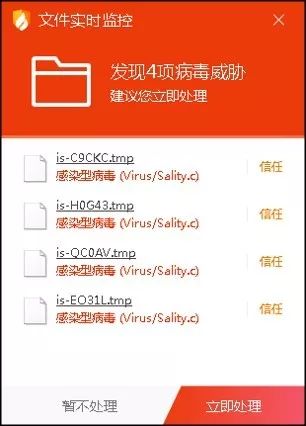 文件实时监控
发现4项病毒威胁
建议您立即处理
is-C9CKC.tmp
信任
感染型病毒 (Virus/Sality.c)
is-H0G43.tmp
信任
感染型病毒 (Virus/Sality.c)
is-QC0AV.tmp
信任
感染型病毒 (Virus/Sality.c)
is-EO31L.tmp
信任
感染型病毒 (Virus/Sality.c)
暂不处理
立即处理